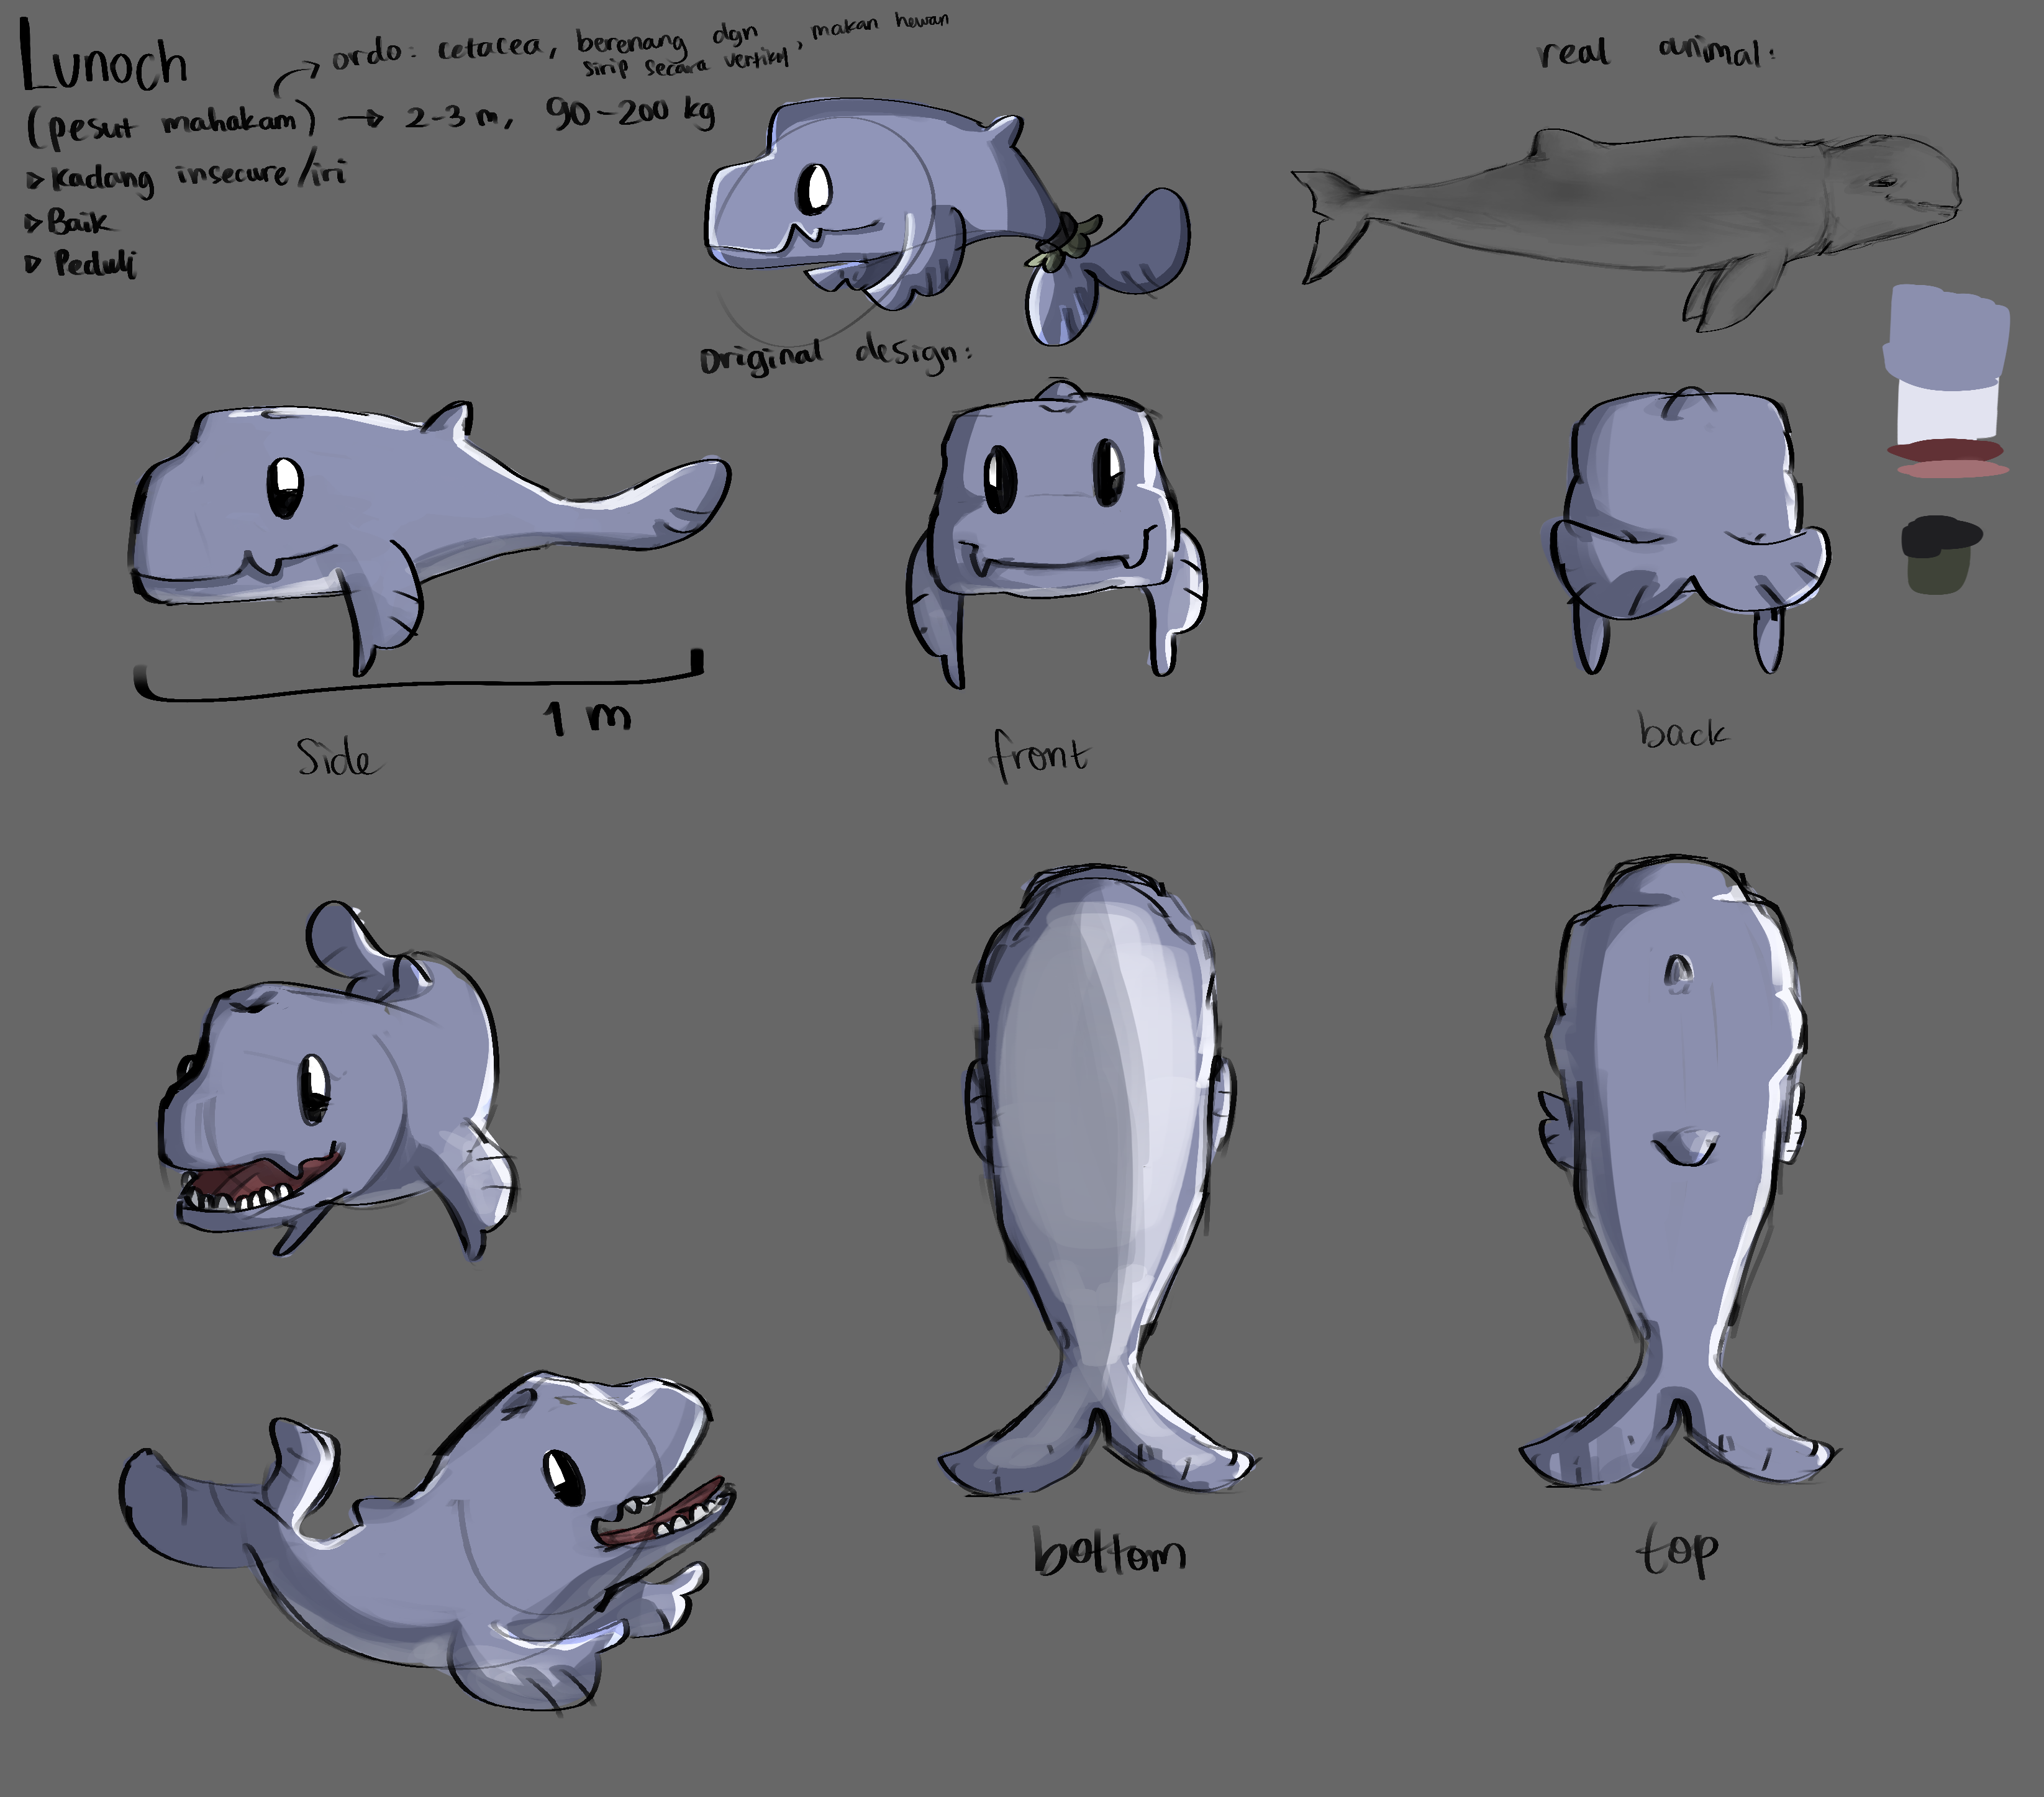 Lunoch
ordo: cetacea, berenang dgn sirip secara vertikal, makan hewan
(pesut mahakam) → 2-3 m, 90-200 kg
▷ Kadang insecure/iri
▷ Baik
▷ Peduli
real animal:
original design:
1 m
Side
front
back
bottom
top